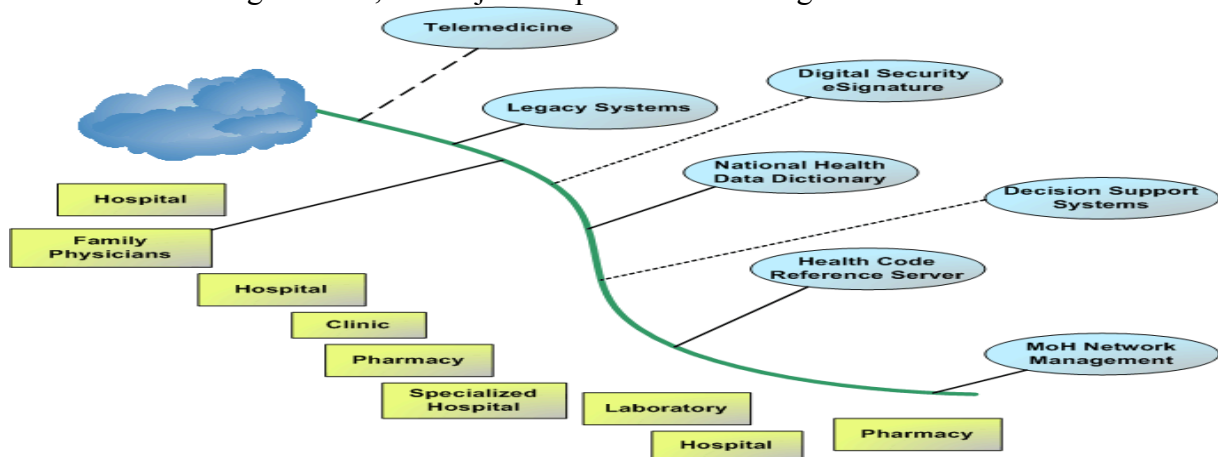 Telemedicine
Digital Security
eSignature
Legacy Systems
National Health
Data Dictionary
Decision Support
Systems
Hospital
Family
Physicians
Health Code
Reference Server
Hospital
Clinic
MoH Network
Management
Pharmacy
Specialized
Hospital
Laboratory
Hospital
Pharmacy